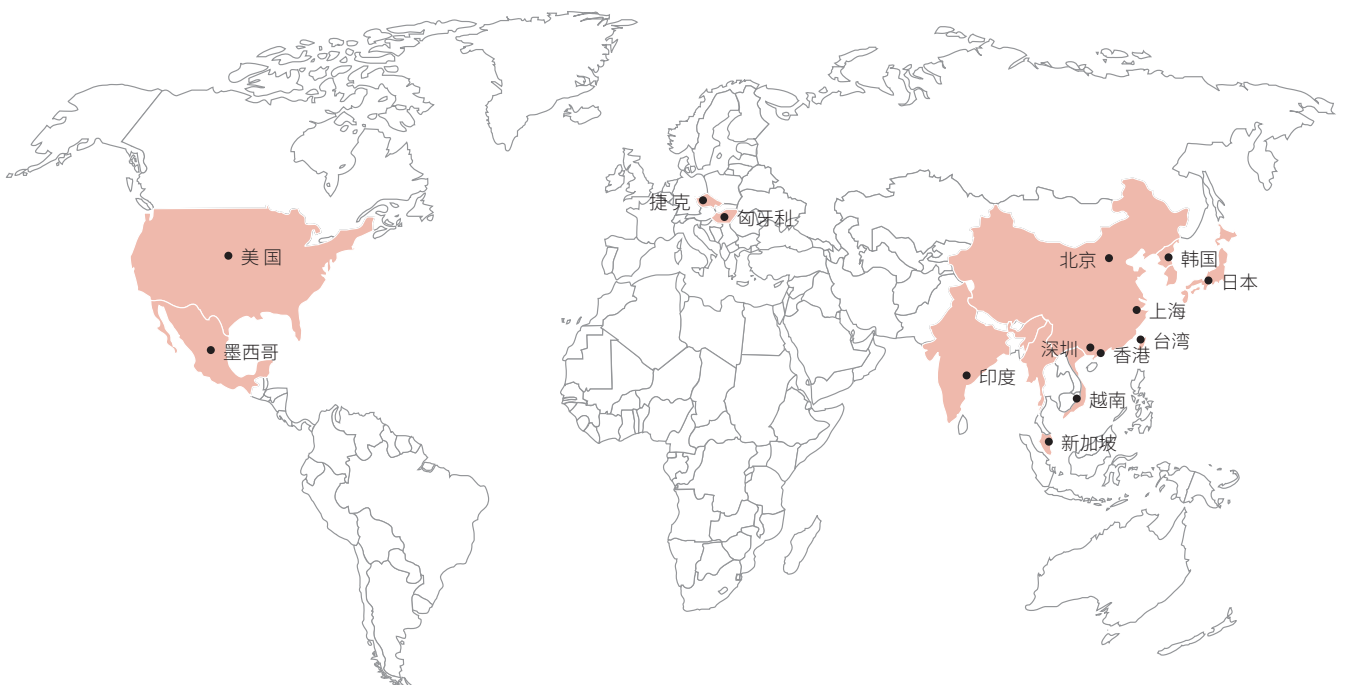 捷克
匈牙利
美国
北京
韩国
日本
上海
台湾
深圳
香港
墨西哥
印度
越南
新加坡